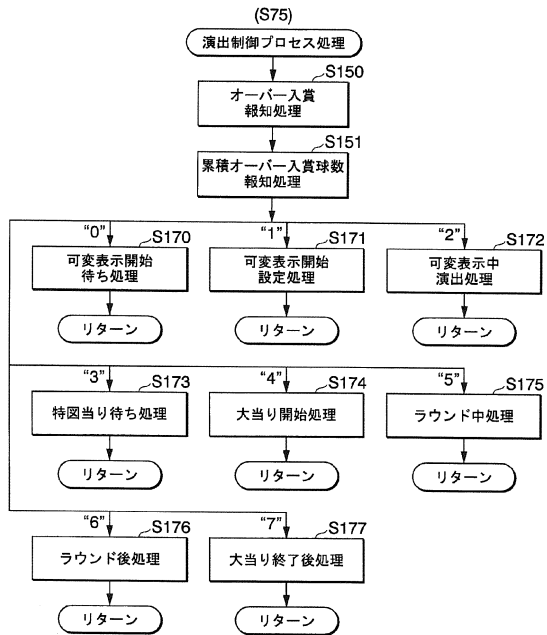 (S75)
演出制御プロセス処理
S150
オーバー入賞
報知処理
S151
累積オーバー入賞球数
報知処理
“0”
S170
可変表示開始
待ち処理
リターン
“1”
S171
可変表示開始
設定処理
リターン
“2”
S172
可変表示中
演出処理
リターン
“3”
S173
特図当り待ち処理
リターン
“4”
S174
大当り開始処理
リターン
“5”
S175
ラウンド中処理
リターン
“6”
S176
ラウンド後処理
リターン
“7”
S177
大当り終了後処理
リターン